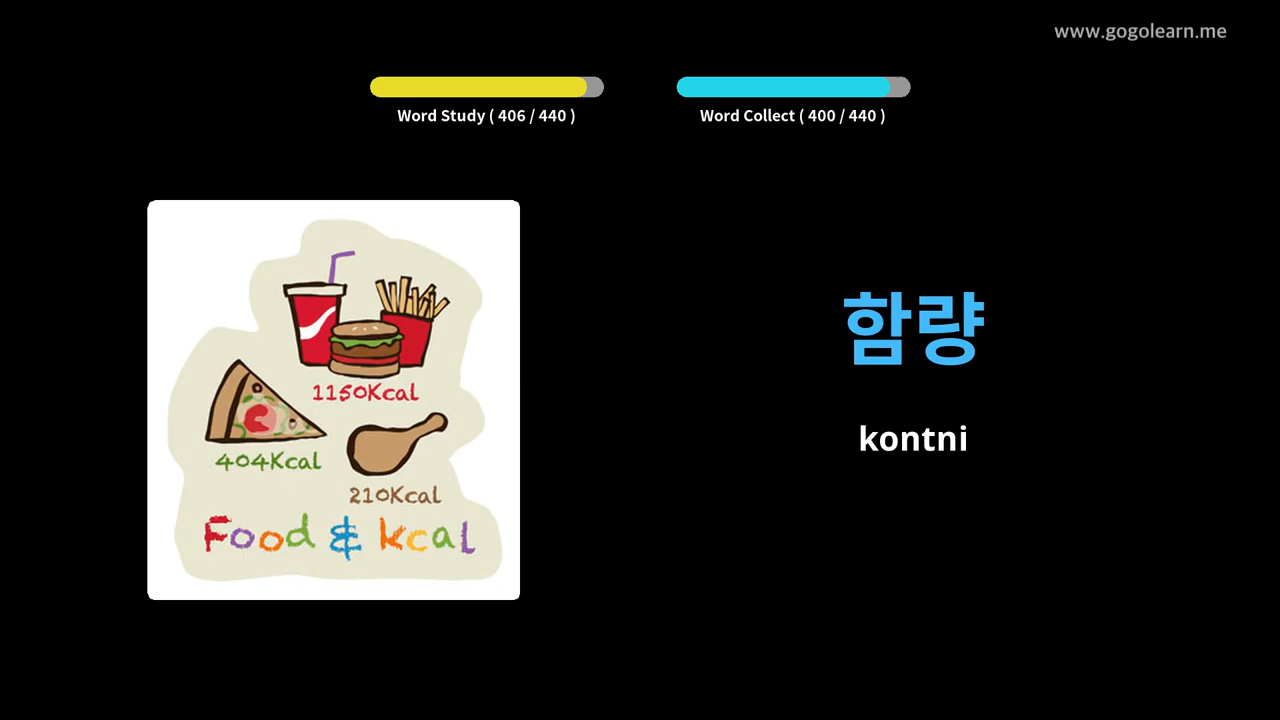 www.gogolearn.me
Word Study ( 406 / 440 )
Word Collect ( 400 / 440 )
1150Kcal
404Kcal
210Kcal
Food & kcal
함량
kontni